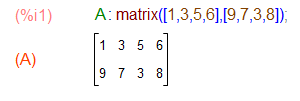 (%i1) A: matrix([1,3,5,6],[9,7,3,8]);
(A)
1 3 5 6
9 7 3 8